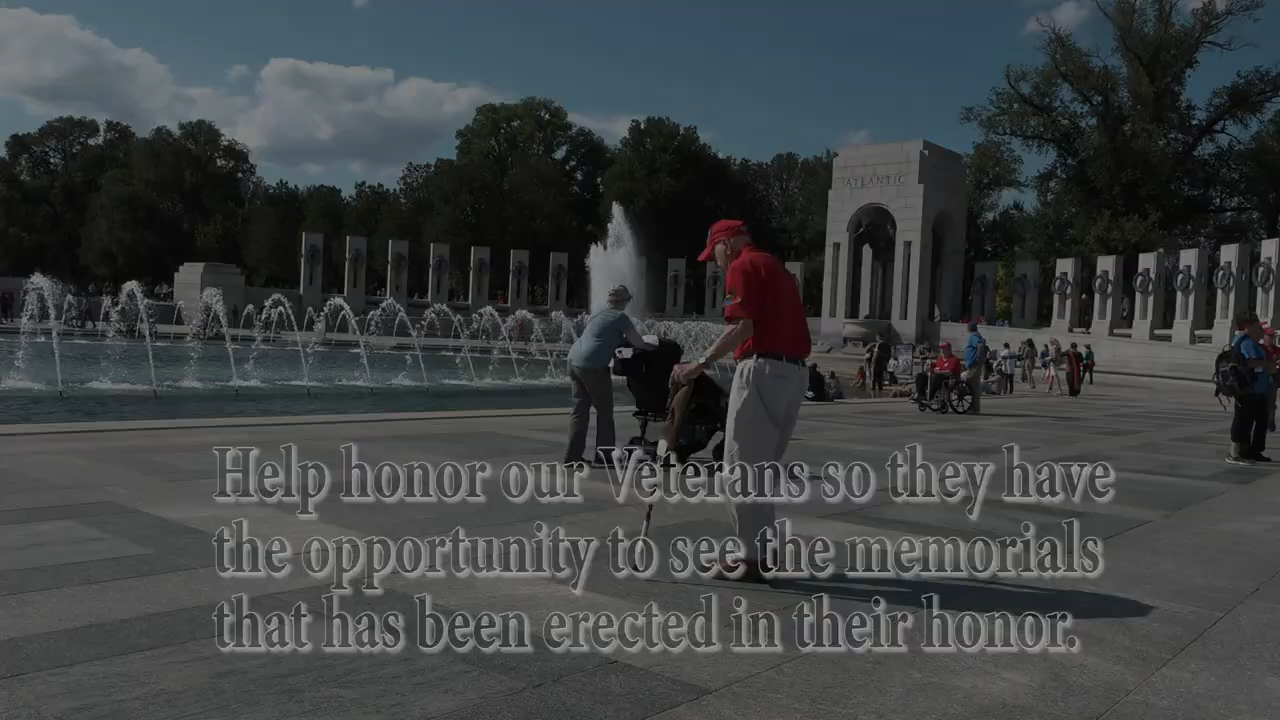 ATLANTIC
Help honor our Veterans so they have
the opportunity to see the memorials
that has been erected in their honor.